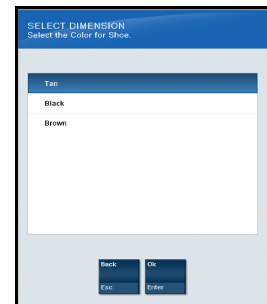 SELECT DIMENSION
Select the Color for Shoe.
Tan
Black
Brown
Back Ok
Esc Enter